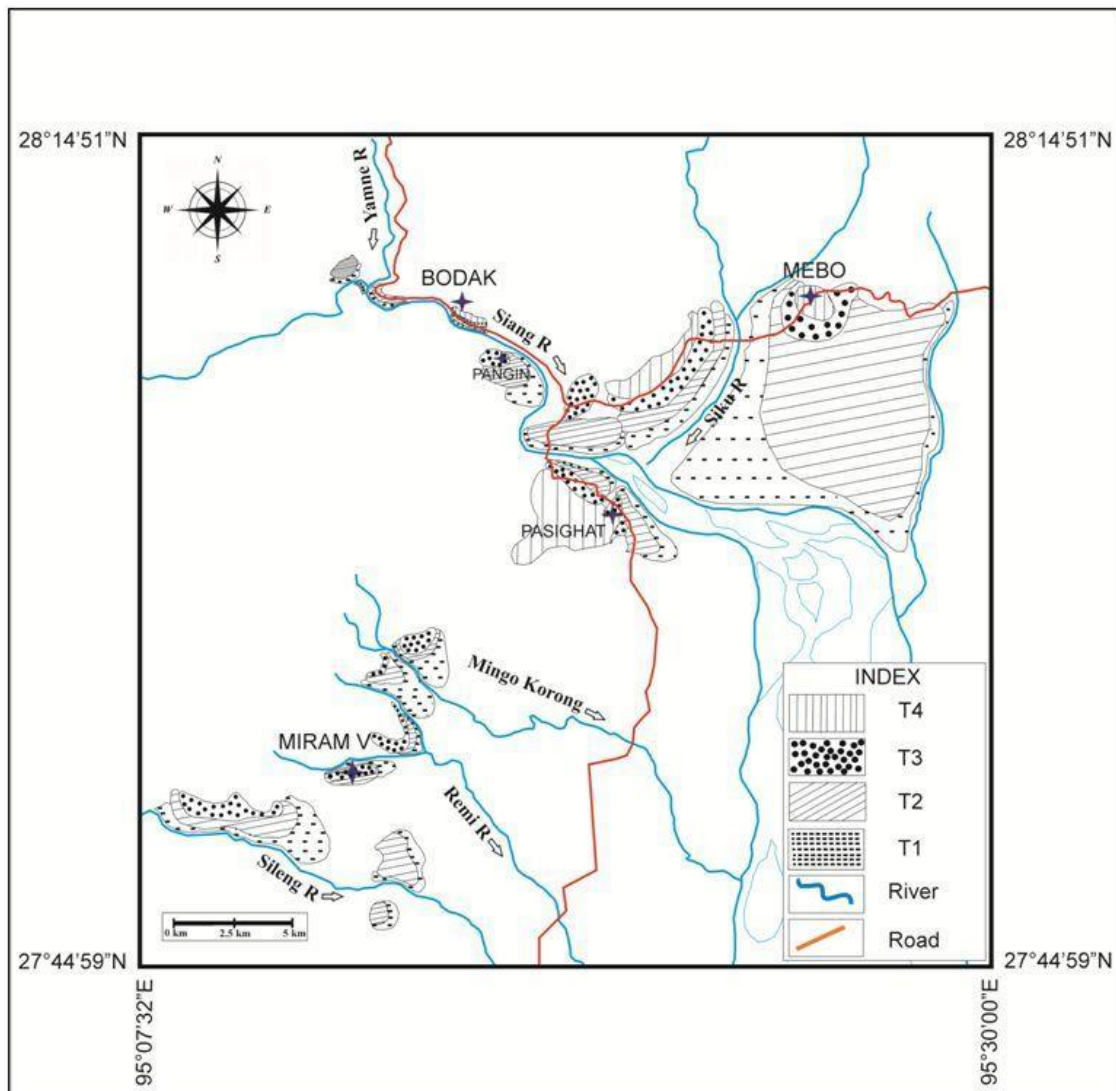 28°14'51"N
28°14'51"N
N
W
E
S
Yamne R
BODAK
MEBO
Siang R
PANGIN
Siku R
PASIGHAT
Mingo Korong
MIRAM V
Remi R
Sileng R
INDEX
T4
T3
T2
T1
River
Road
0 km
2.5 km
5 km
27°44'59"N
27°44'59"N
95°07'32"E
95°30'00"E